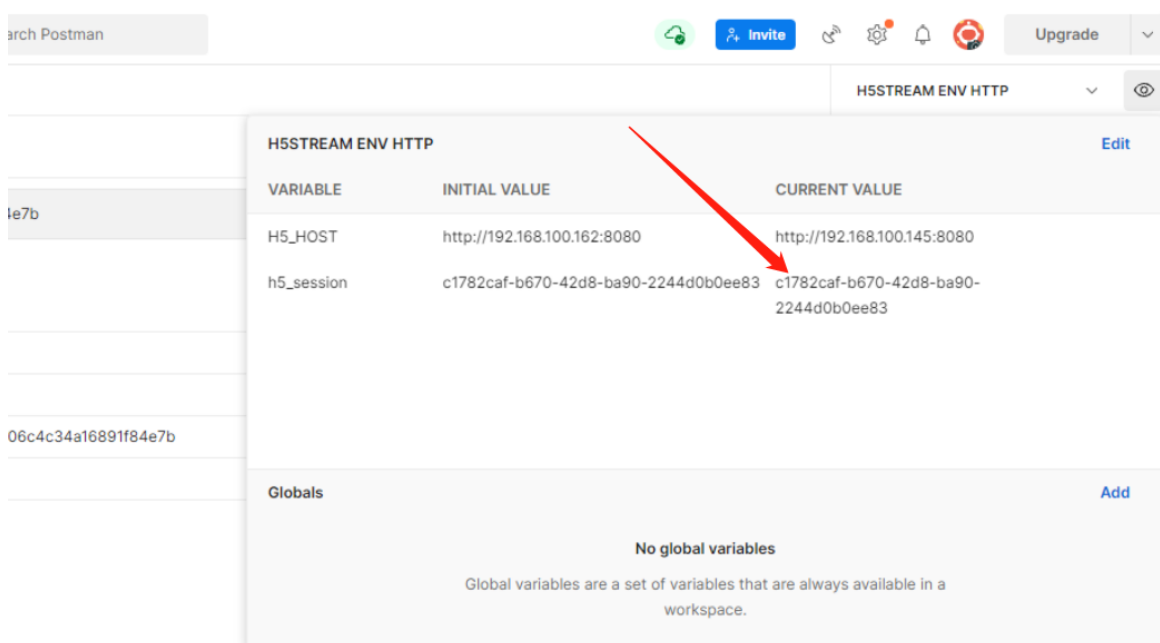 arch Postman
Invite
Upgrade
H5STREAM ENV HTTP
H5STREAM ENV HTTP
Edit
VARIABLE INITIAL VALUE CURRENT VALUE
4e7b
H5_HOST http://192.168.100.162:8080 http://192.168.100.145:8080
h5_session c1782caf-b670-42d8-ba90-2244d0b0ee83 c1782caf-b670-42d8-ba90-
2244d0b0ee83
06c4c34a16891f84e7b
Globals
Add
No global variables
Global variables are a set of variables that are always available in a
workspace.